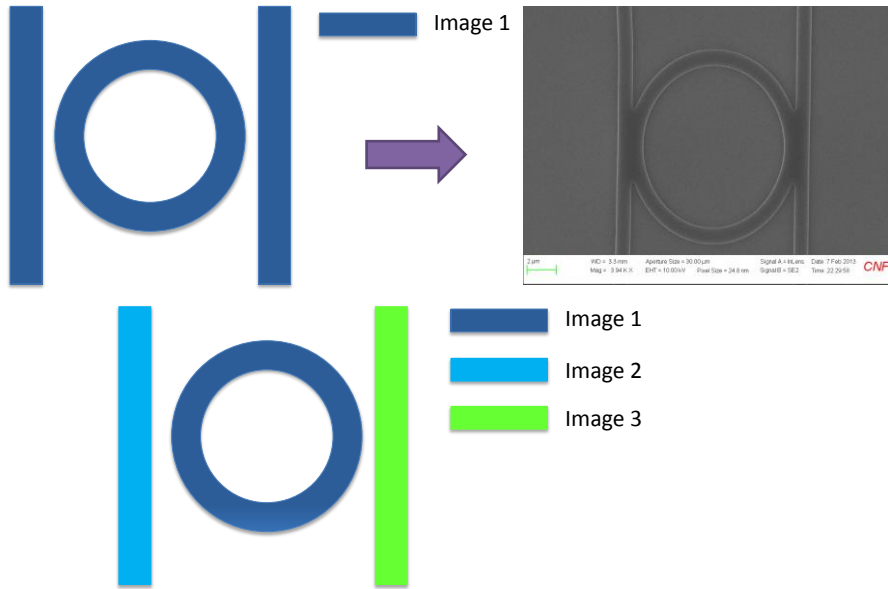 Image 1
2 µm
WD = 3.3 mm
Aperture Size = 30.00 µm
Signal A = InLens
Date :7 Feb 2013
Mag = 3.94 K X
EHT = 10.00 kV
Pixel Size = 24.8 nm
Signal B = SE2
Time :22:29:58
CNF
Image 1
Image 2
Image 3